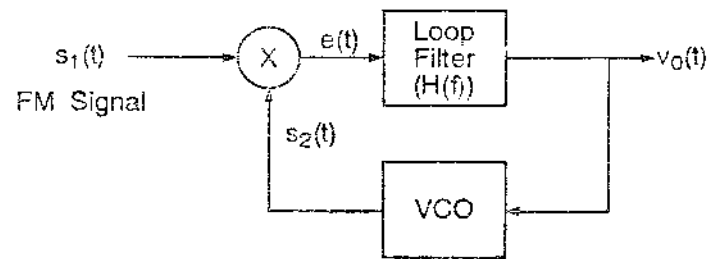 s₁(t)
FM Signal
X
e(t)
Loop
Filter
(H(f))
v₀(t)
s₂(t)
VCO